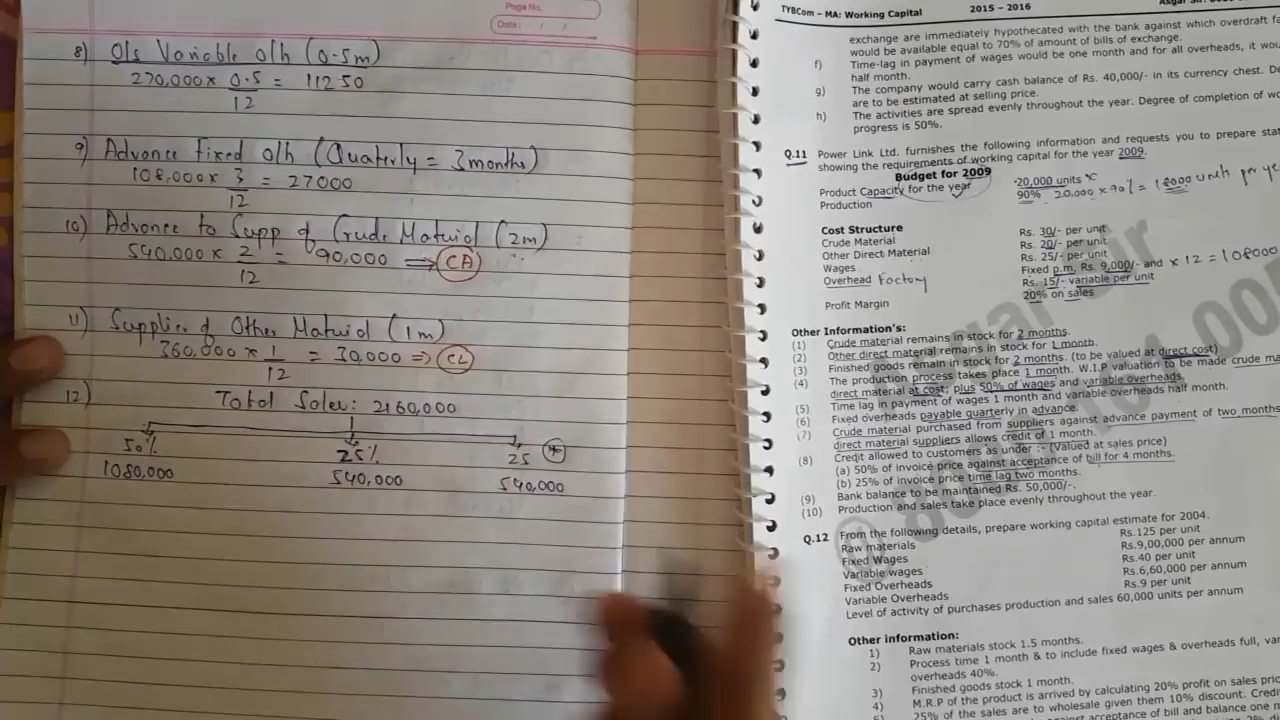 Page No.
Date: / /
8) O/s Variable o/h (0.5m)
270,000 x 0.5 = 11250
12
9) Advance Fixed o/h (Quaterly = 3 months)
108,000 x 3 = 27000
12
10) Advance to Supp of Crude Material (2m)
540,000 x 2 = 90,000 ⇒ CA
12
11) Supplier of Other Material (1m)
360,000 x 1 = 30,000 ⇒ CL
12
12) Total Sales: 2160,000
50% 25% 25
1080,000 540,000 540,000
TYBCom – MA: Working Capital 2015 - 2016
exchange are immediately hypothecated with the bank against which overdraft
would be available equal to 70% of amount of bills of exchange.
f) Time-lag in payment of wages would be one month and for all overheads, it
half month.
g) The company would carry cash balance of Rs. 40,000/- in its currency chest.
are to be estimated at selling price.
h) The activities are spread evenly throughout the year. Degree of completion of
progress is 50%.
Q.11 Power Link Ltd. furnishes the following information and requests you to prepare
showing the requirements of working capital for the year 2009.
Budget for 2009
Product Capacity for the year 20,000 units
Production 90% 20,000 x 90% = 18000 units per
Cost Structure
Crude Material Rs. 30/- per unit
Other Direct Material Rs. 20/- per unit
Wages Rs. 25/- per unit
Overhead Factory Fixed p.m. Rs. 9,000/- and x 12 = 108000
Rs. 15/- variable per unit
Profit Margin 20% on sales
Other Information's:
(1) Crude material remains in stock for 2 months.
(2) Other direct material remains in stock for 1 month.
(3) Finished goods remain in stock for 2 months. (to be valued at direct cost)
(4) The production process takes place 1 month. W.I.P valuation to be made crude
direct material at cost; plus 50% of wages and variable overheads.
(5) Time lag in payment of wages 1 month and variable overheads half month.
(6) Fixed overheads payable quarterly in advance.
(7) Crude material purchased from suppliers against advance payment of two months
direct material suppliers allows credit of 1 month.
(8) Credit allowed to customers as under :- (Valued at sales price)
(a) 50% of invoice price against acceptance of bill for 4 months.
(b) 25% of invoice price time lag two months.
(9) Bank balance to be maintained Rs. 50,000/-.
(10) Production and sales take place evenly throughout the year.
Q.12 From the following details, prepare working capital estimate for 2004.
Raw materials Rs.125 per unit
Fixed Wages Rs.9,00,000 per annum
Variable wages Rs.40 per unit
Fixed Overheads Rs.6,60,000 per annum
Variable Overheads Rs.9 per unit
Level of activity of purchases production and sales 60,000 units per annum
Other information:
1) Raw materials stock 1.5 months.
2) Process time 1 month & to include fixed wages & overheads full,
overheads 40%.
3) Finished goods stock 1 month.
4) M.R.P of the product is arrived by calculating 20% profit on sales
25% of the sales are to wholesale given them 10% discount.
acceptance of bill and balance one